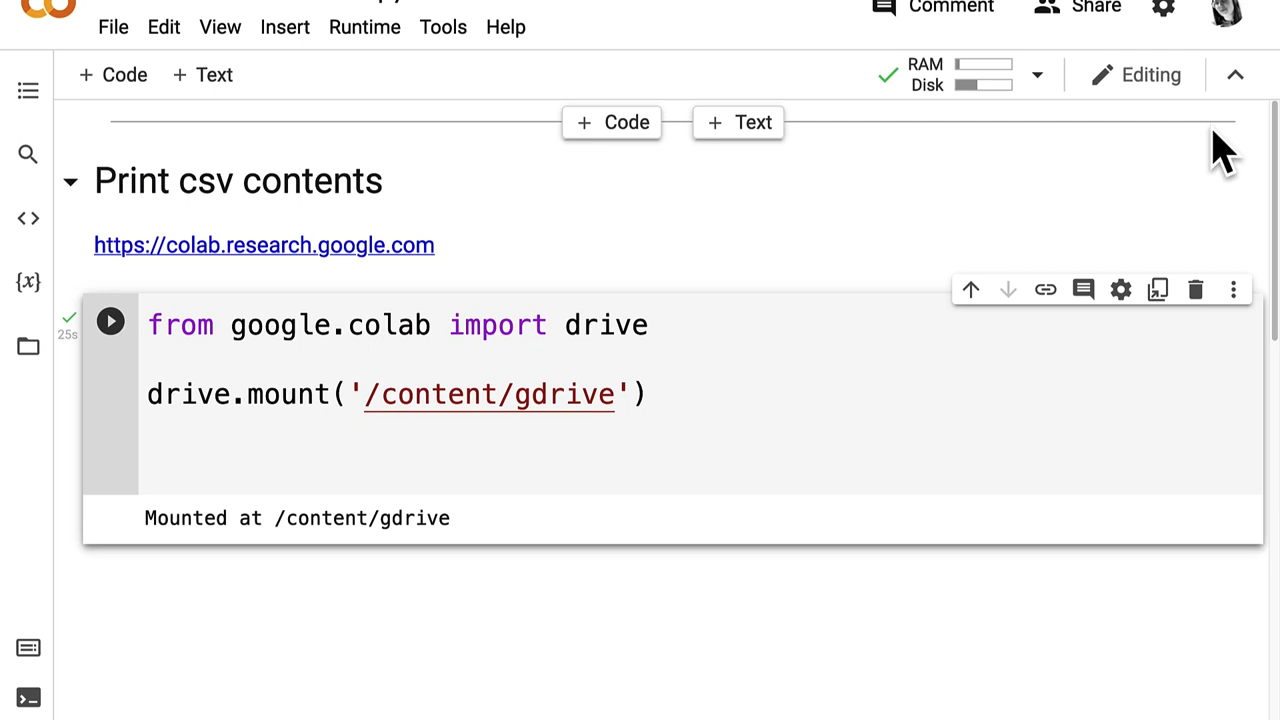 Comment Share
File Edit View Insert Runtime Tools Help
+ Code + Text RAM Disk Editing
+ Code + Text
Print csv contents
https://colab.research.google.com
{x}
25s
from google.colab import drive
drive.mount('/content/gdrive')
Mounted at /content/gdrive